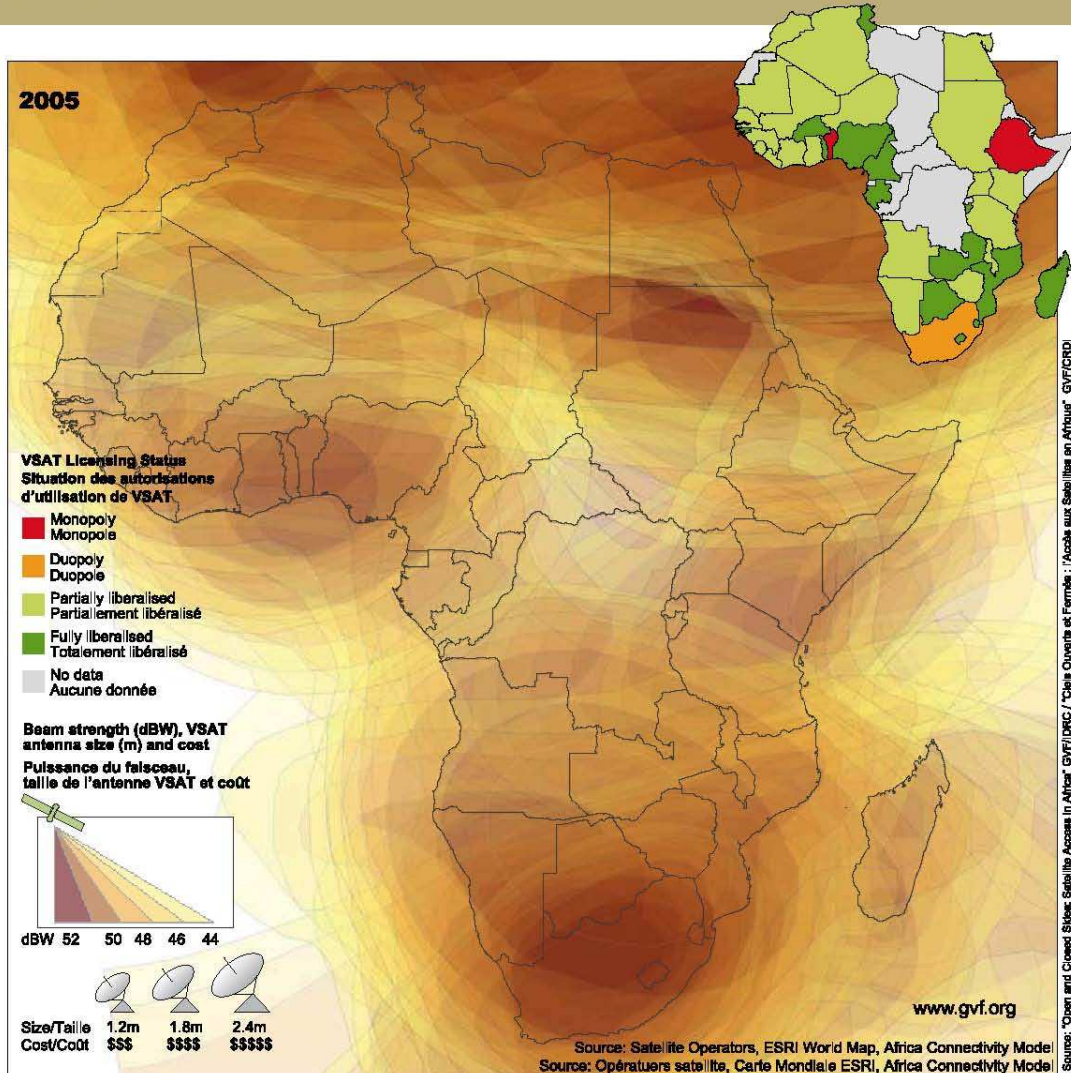 2005
VSAT Licensing Status
Situation des autorisations
d'utilisation de VSAT
Monopoly
Monopole
Duopoly
Duopole
Partially liberalised
Partiallement libéralisé
Fully liberalised
Totalement libéralisé
No data
Aucune donnée
Beam strength (dBW), VSAT
antenna size (m) and cost
Puissance du faisceau,
taille de l'antenne VSAT et coût
dBW 52 50 48 46 44
Size/Taille 1.2m 1.8m 2.4m
Cost/Coût $$$ $$$$ $$$$$
www.gvf.org
Source: Satellite Operators, ESRI World Map, Africa Connectivity Model
Source: Opératuers satellite, Carte Mondiale ESRI, Africa Connectivity Model
Source: "Open and Closed Skies: Satellite Access in Africa" GVF/IDRC / "Ciels Ouverts et Fermés : l'Accès aux Satellites en Afrique" GVF/CRDI